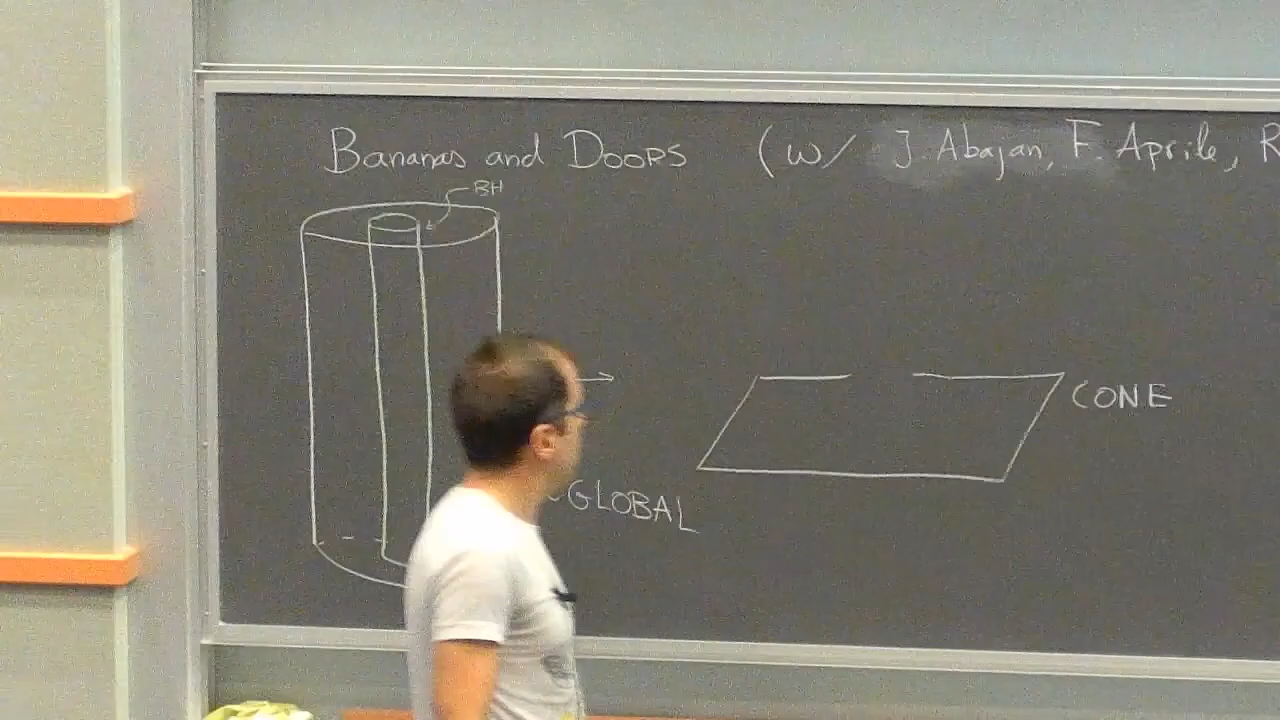 Bananas and Doors (w/ J. Abajan, F. Aprile, R
BH
CONE
GLOBAL